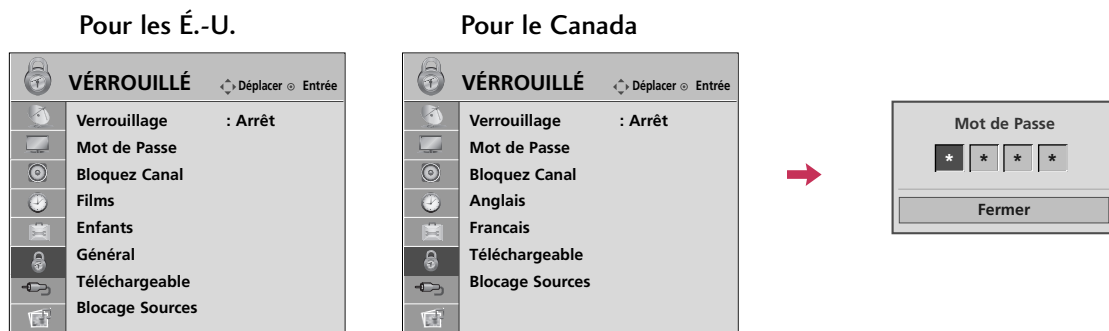 Pour les É.-U.
VÉRROUILLÉ Déplacer Entrée
Verrouillage : Arrêt
Mot de Passe
Bloquez Canal
Films
Enfants
Général
Téléchargeable
Blocage Sources
Pour le Canada
VÉRROUILLÉ Déplacer Entrée
Verrouillage : Arrêt
Mot de Passe
Bloquez Canal
Anglais
Francais
Téléchargeable
Blocage Sources
Mot de Passe
* * * *
Fermer